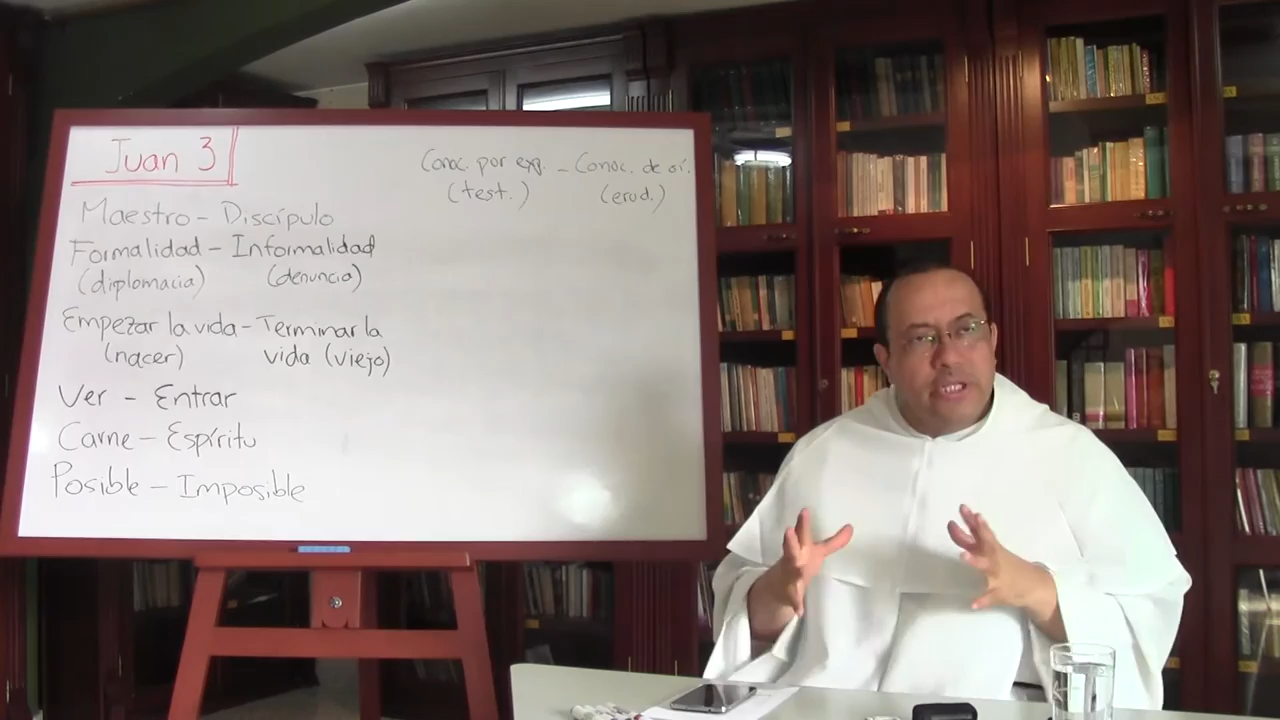 Juan 3
Maestro - Discípulo
Formalidad - Informalidad
(diplomacia) (denuncia)
Empezar la vida - Terminar la
(nacer) vida (viejo)
Ver - Entrar
Carne - Espíritu
Posible - Imposible
Conoc. por exp. - Conoc. de oí.
(test.) (erud.)